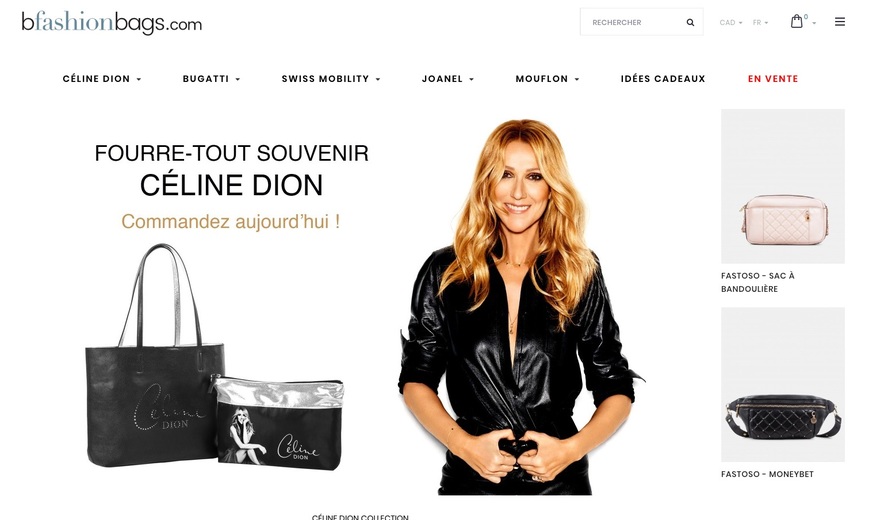 bfashionbags.com
RECHERCHER
CAD
FR
0
CÉLINE DION
BUGATTI
SWISS MOBILITY
JOANEL
MOUFLON
IDÉES CADEAUX
EN VENTE
FOURRE-TOUT SOUVENIR
CÉLINE DION
Commandez aujourd'hui !
Céline
DION
Céline
DION
FASTOSO - SAC À
BANDOULIÈRE
FASTOSO - MONEYBET
CÉLINE DION COLLECTION